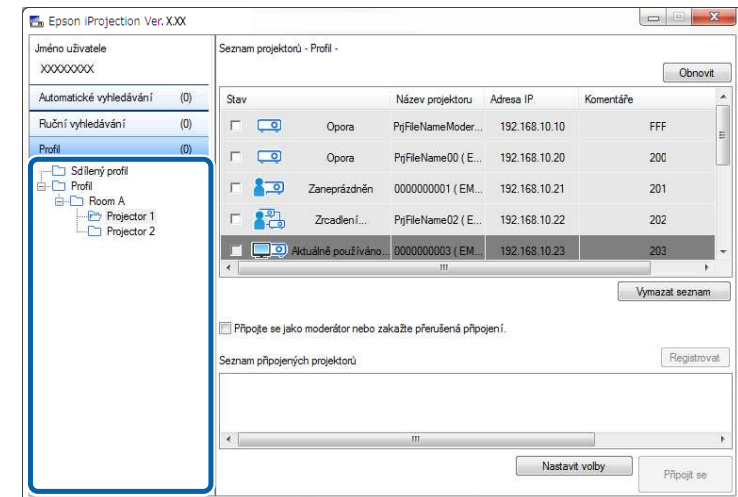 Epson iProjection Ver. X.XX
Jméno uživatele
XXXXXXXX
Automatické vyhledávání (0)
Ruční vyhledávání (0)
Profil (0)
Sdílený profil
Profil
Room A
Projector 1
Projector 2
Seznam projektorů - Profil -
Obnovit
Stav Název projektoru Adresa IP Komentáře
Opora PrjFileNameModer... 192.168.10.10 FFF
Opora PrjFileName00 ( E... 192.168.10.20 200
Zaneprázdněn 0000000001 ( EM... 192.168.10.21 201
Zrcadlení... PrjFileName02 ( E... 192.168.10.22 202
Aktuálně používáno... 0000000003 ( EM... 192.168.10.23 203
Vymazat seznam
Připojte se jako moderátor nebo zakažte přerušená připojení.
Seznam připojených projektorů
Registrovat
Nastavit volby
Připojit se